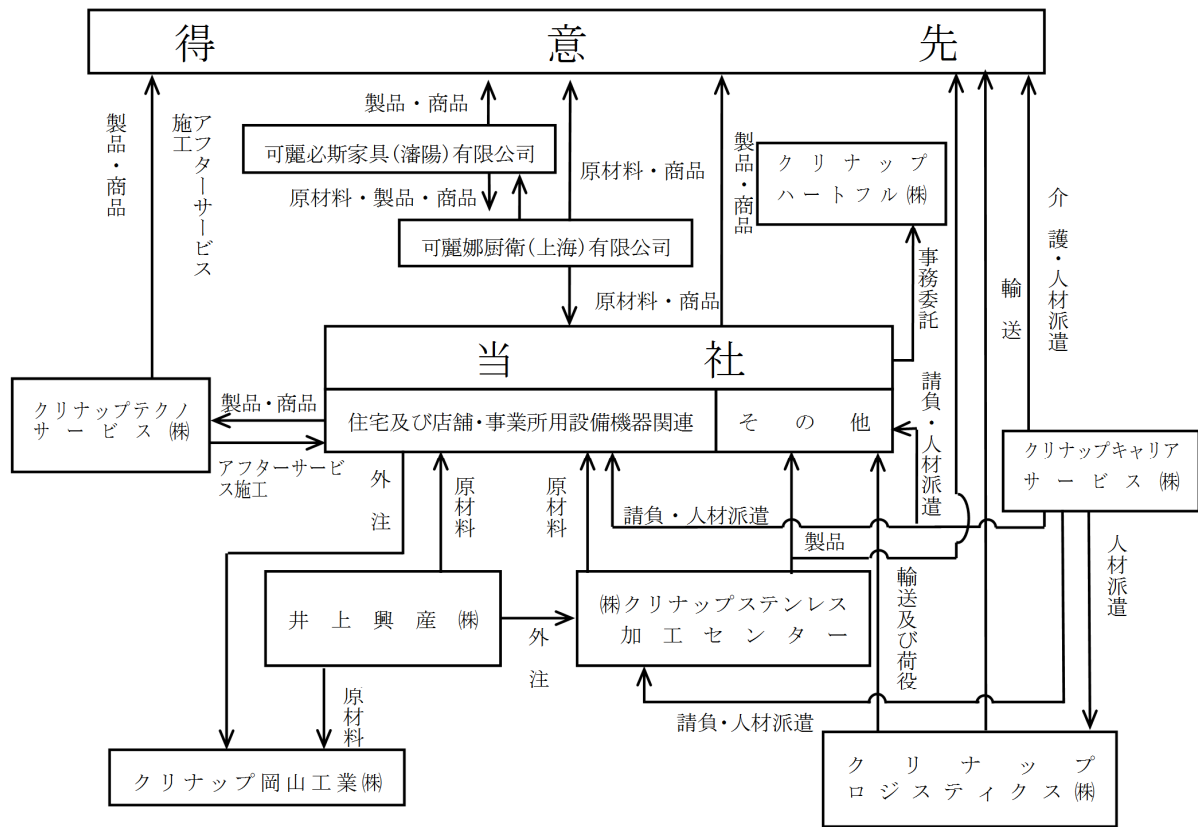 得意先
製品・商品
アフターサービス
施工
製品・商品
可麗必斯家具(瀋陽)有限公司
原材料・製品・商品
原材料・商品
可麗娜厨衛(上海)有限公司
原材料・商品
製品・商品
クリナップ
ハートフル㈱
事務委託
輸送
介護・人材派遣
当社
住宅及び店舗・事業所用設備機器関連
その他
クリナップテクノ
サービス㈱
製品・商品
アフターサービ
ス施工
請負・人材派遣
クリナップキャリア
サービス㈱
外注
原材料
原材料
請負・人材派遣
製品
人材派遣
井上興産㈱
外注
㈱クリナップステンレス
加工センター
輸送及び荷役
原材料
請負・人材派遣
クリナップ岡山工業㈱
クリナップ
ロジスティクス㈱